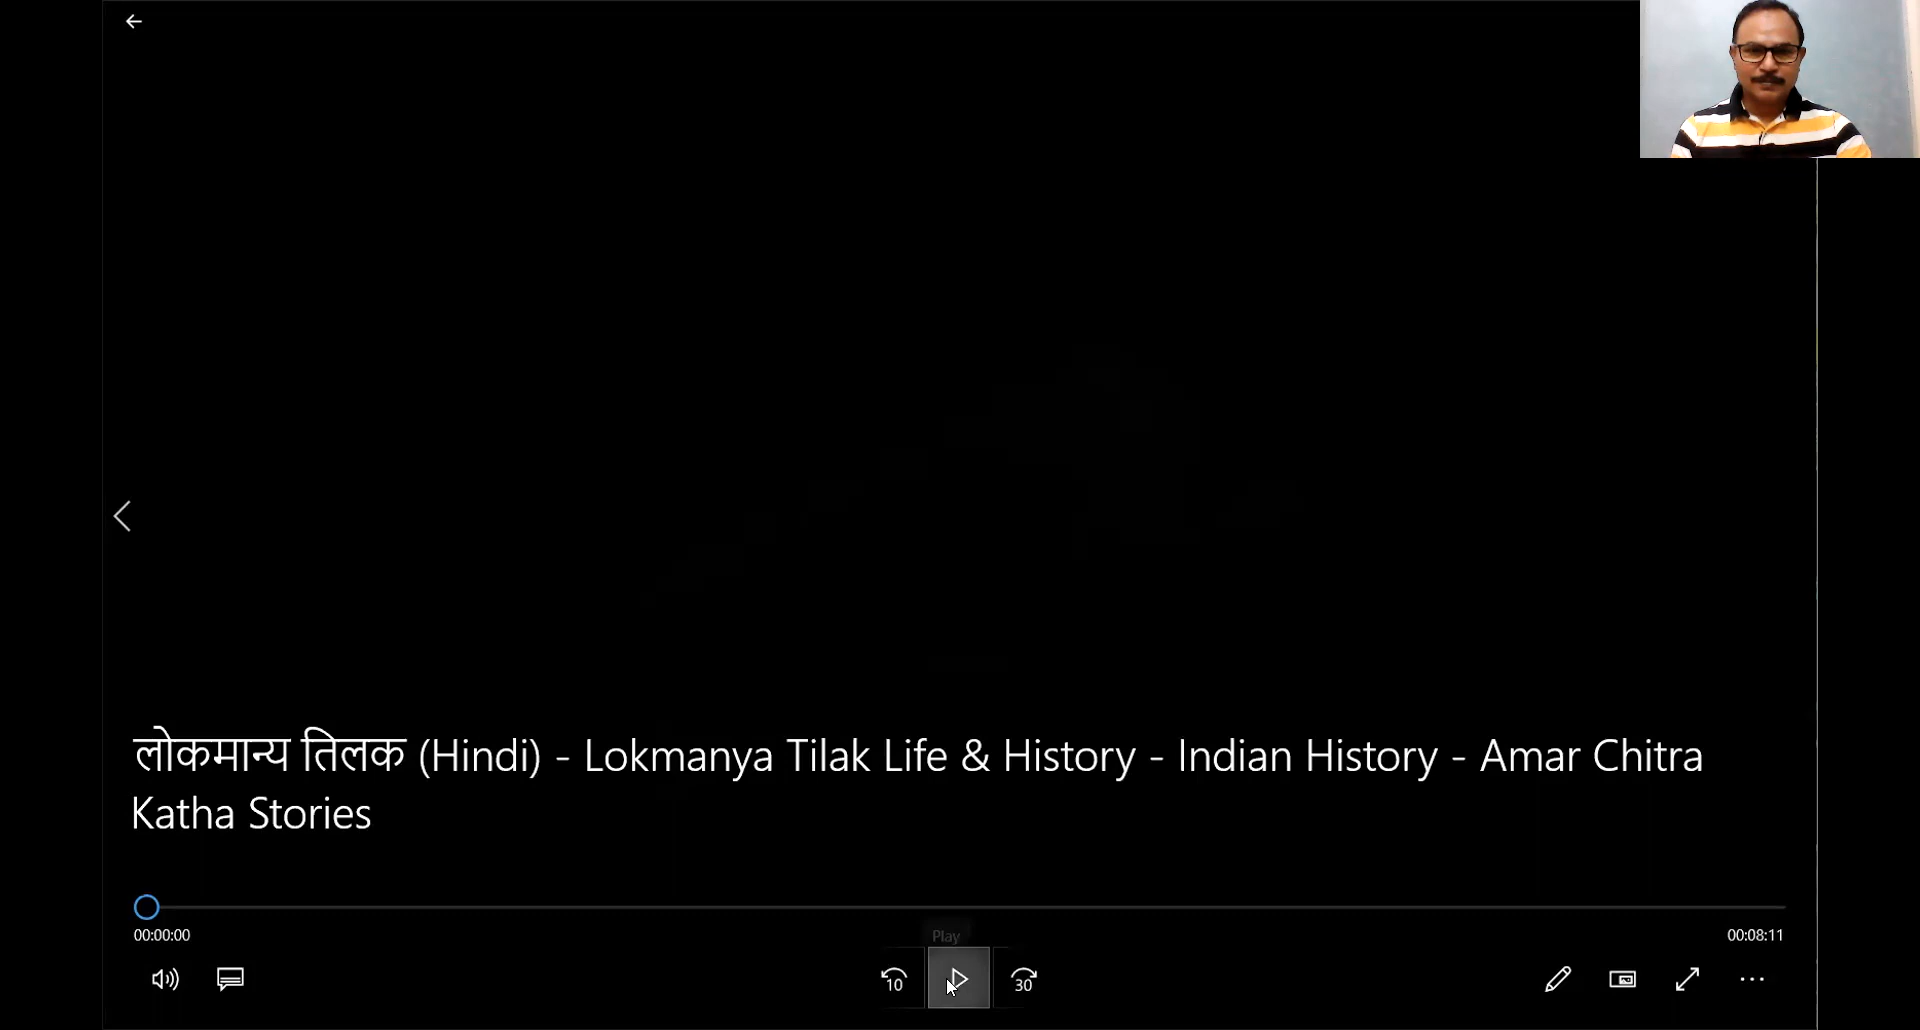 लोकमान्य तिलक (Hindi) - Lokmanya Tilak Life & History - Indian History - Amar Chitra
Katha Stories
00:00:00
Play
00:08:11
10
30